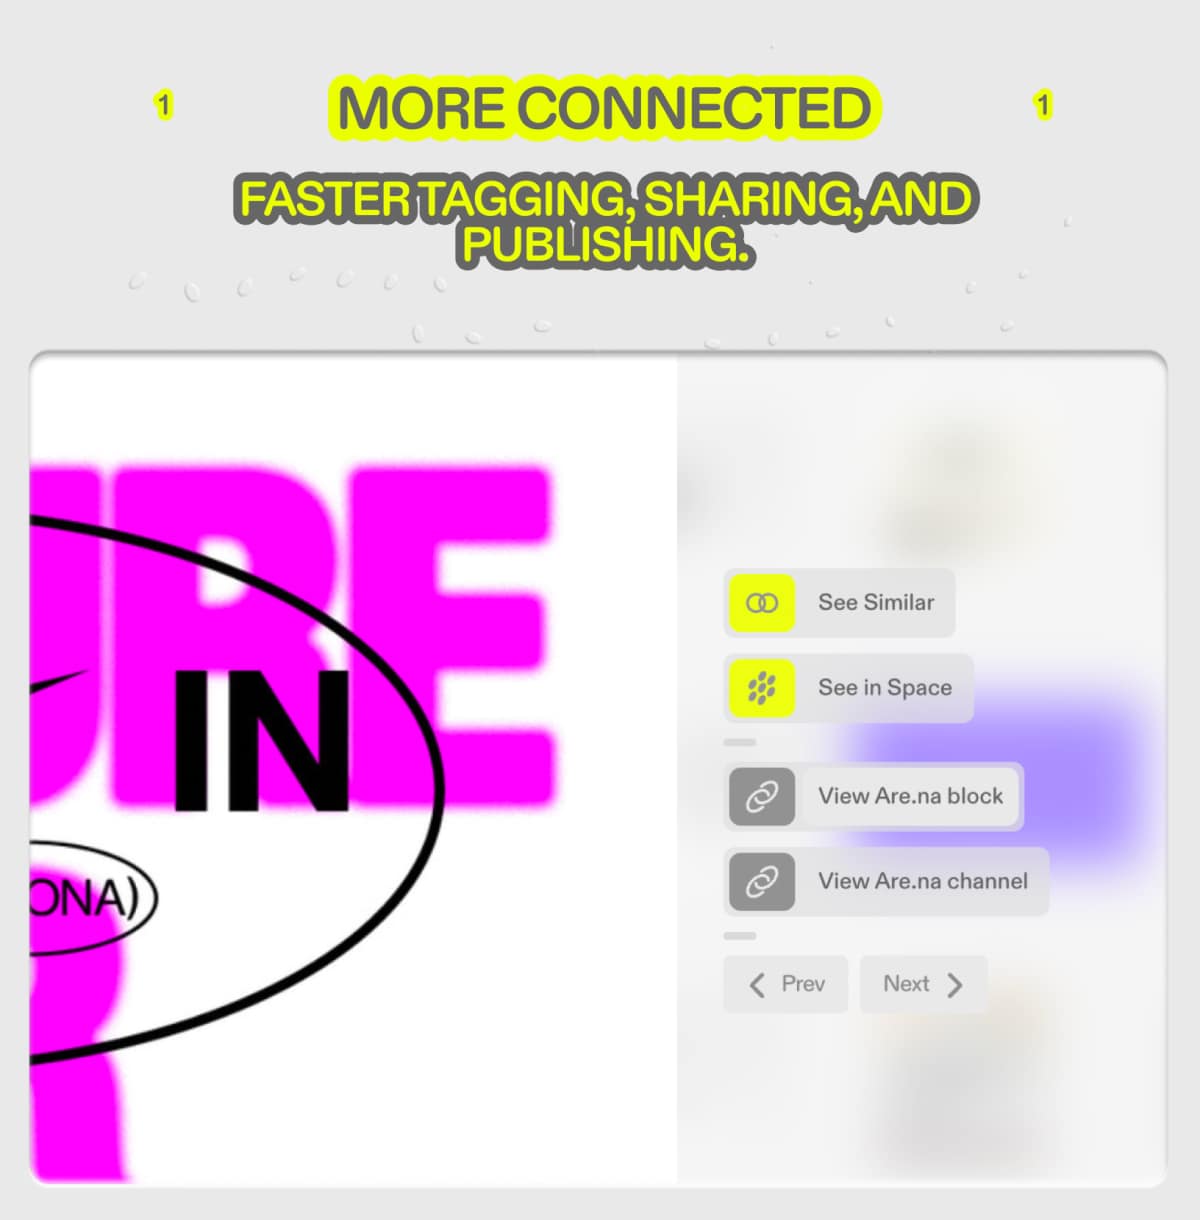 1
MORE CONNECTED
1
FASTER TAGGING, SHARING, AND
PUBLISHING.
URE
IN
ONA)
See Similar
See in Space
View Are.na block
View Are.na channel
Prev
Next